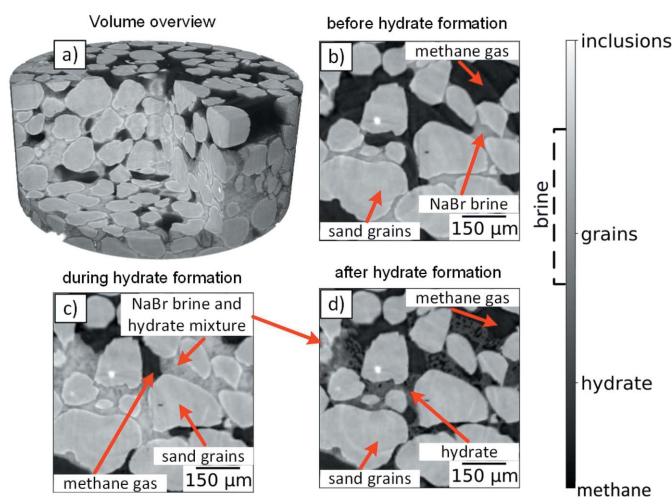 Volume overview
a)
before hydrate formation
b)
methane gas
NaBr brine
sand grains
150 µm
during hydrate formation
c)
NaBr brine and
hydrate mixture
sand grains
methane gas
150 µm
after hydrate formation
d)
methane gas
hydrate
sand grains
150 µm
inclusions
brine
grains
hydrate
methane